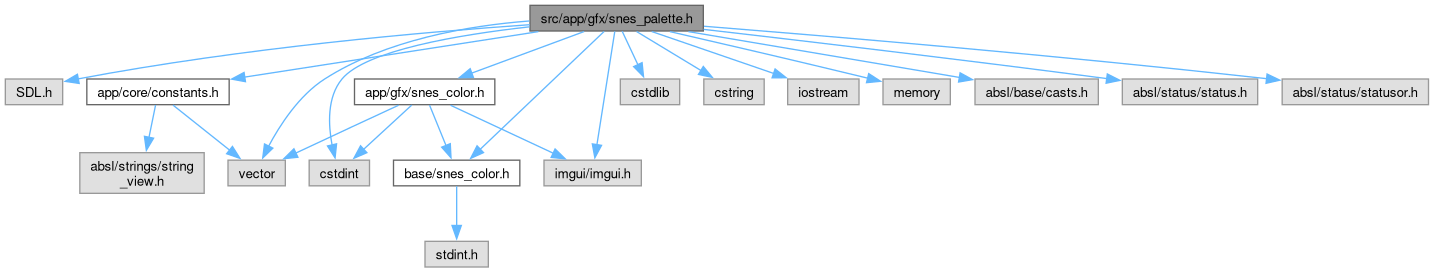 src/app/gfx/snes_palette.h
SDL.h
app/core/constants.h
app/gfx/snes_color.h
cstdlib
cstring
iostream
memory
absl/base/casts.h
absl/status/status.h
absl/status/statusor.h
absl/strings/string
_view.h
vector
cstdint
base/snes_color.h
imgui/imgui.h
stdint.h